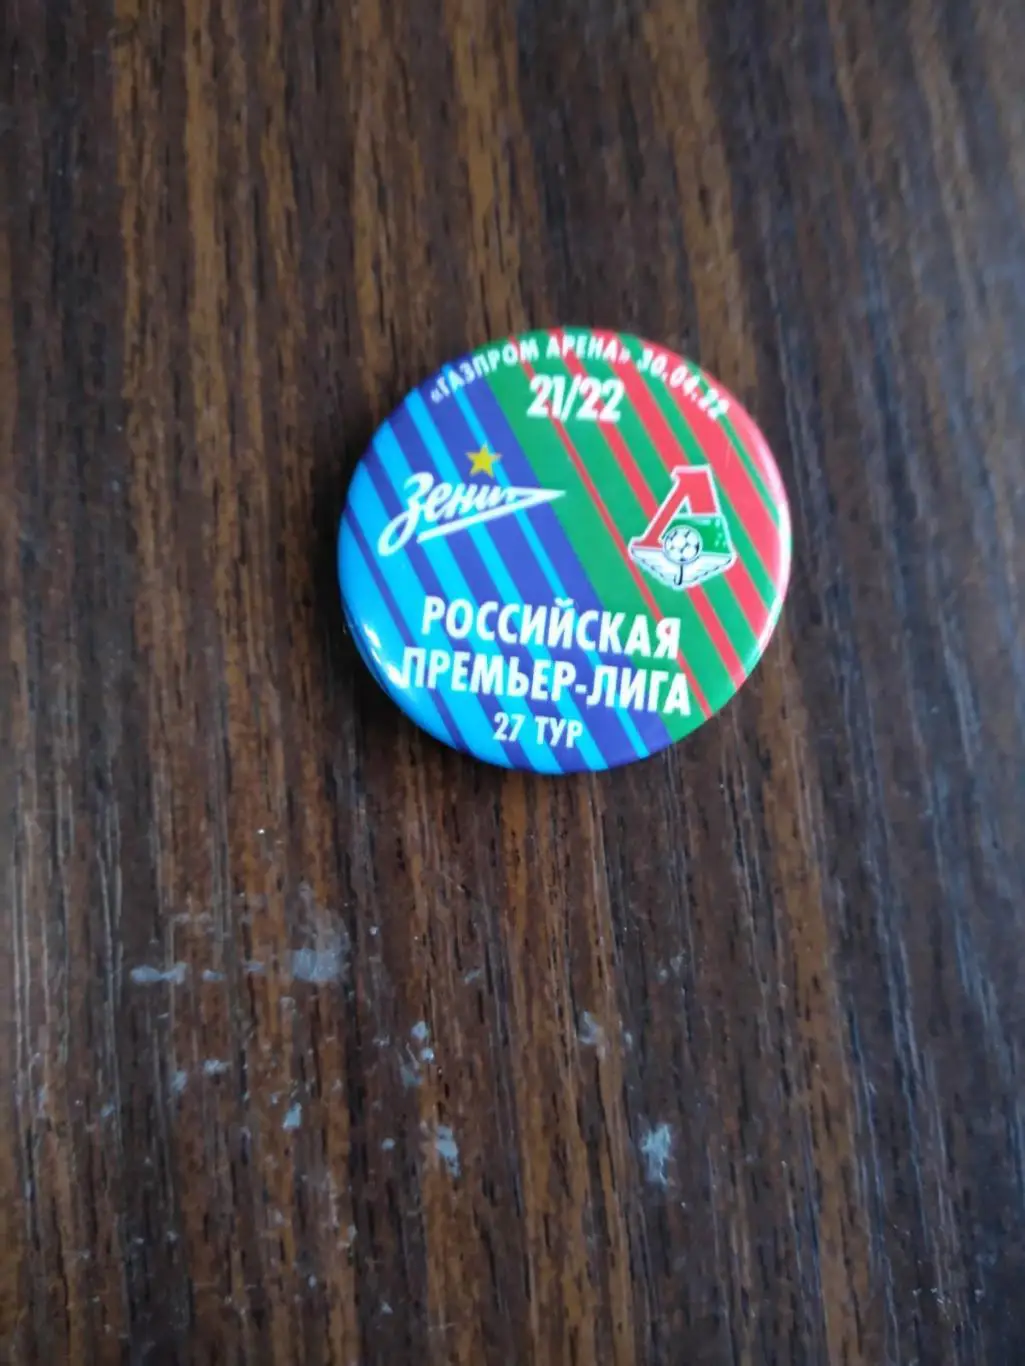 «ГАЗПРОМ АРЕНА» 30.04.22
21/22
Зенит
РОССИЙСКАЯ
ПРЕМЬЕР-ЛИГА
27 ТУР